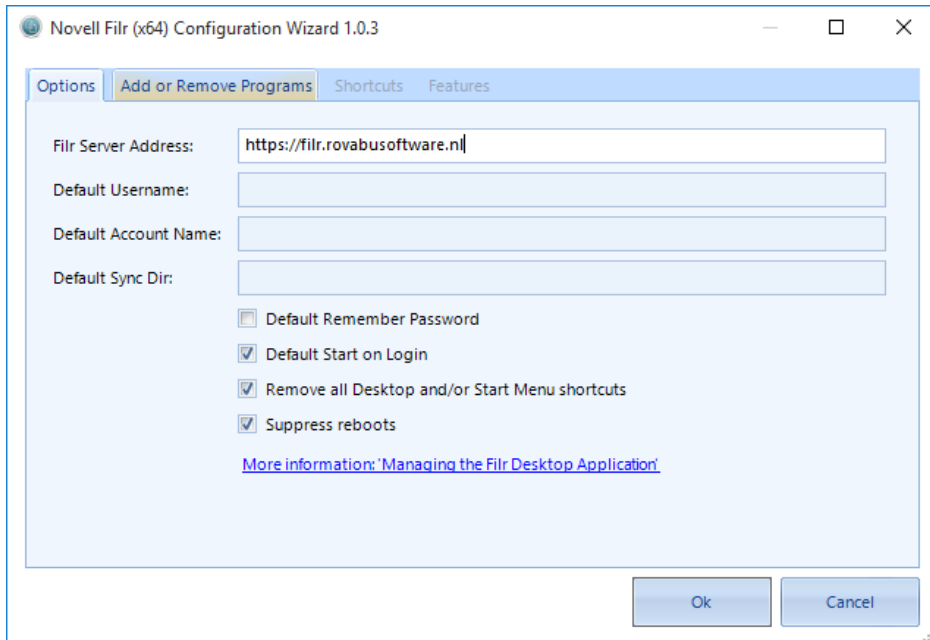 Novell Filr (x64) Configuration Wizard 1.0.3
Options Add or Remove Programs Shortcuts Features
Filr Server Address: https://filr.rovabusoftware.nl
Default Username:
Default Account Name:
Default Sync Dir:
Default Remember Password
Default Start on Login
Remove all Desktop and/or Start Menu shortcuts
Suppress reboots
More information: 'Managing the Filr Desktop Application'
Ok Cancel